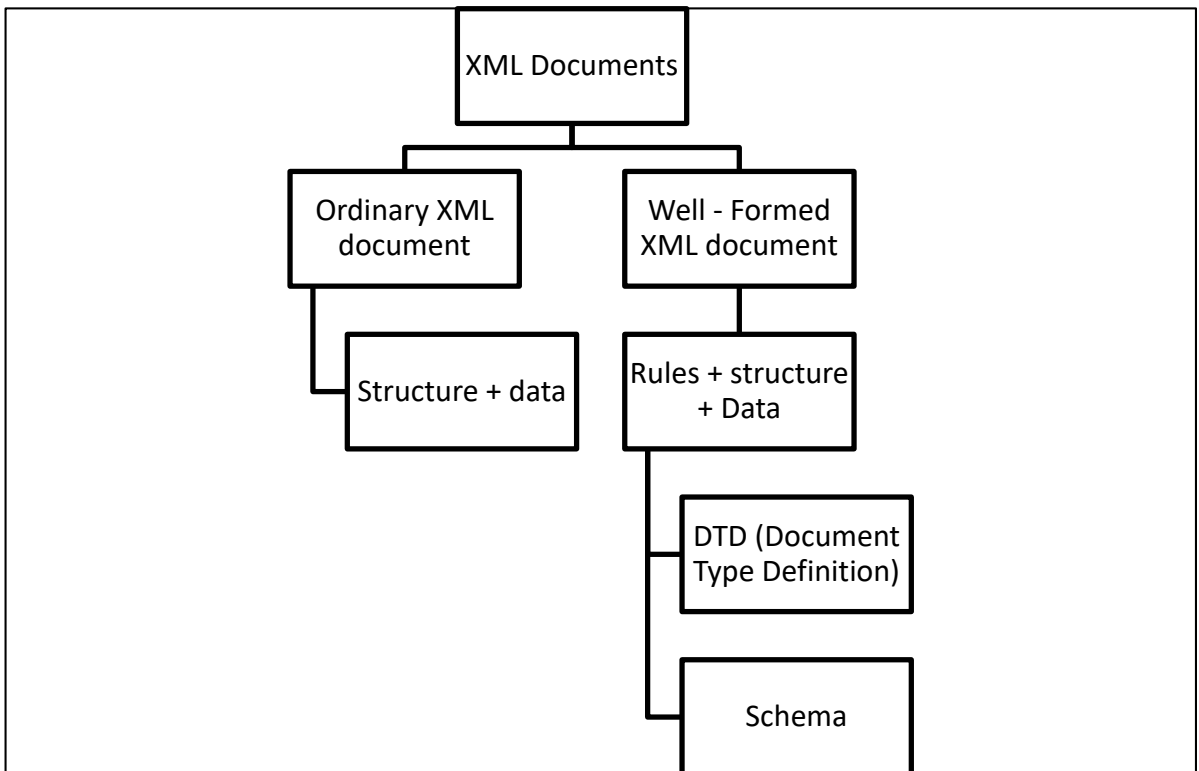 XML Documents
Ordinary XML
document
Well - Formed
XML document
Structure + data
Rules + structure
+ Data
DTD (Document
Type Definition)
Schema